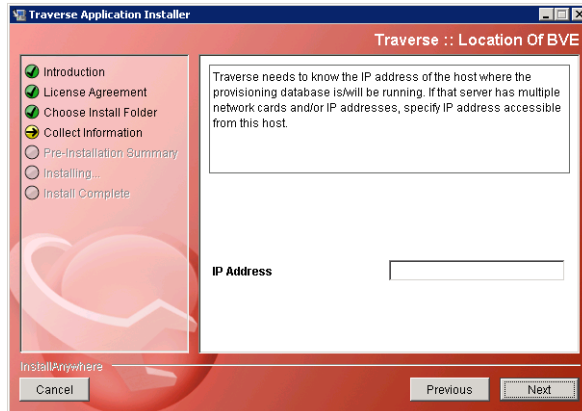 Traverse Application Installer
Traverse :: Location Of BVE
Introduction
License Agreement
Choose Install Folder
Collect Information
Pre-Installation Summary
Installing...
Install Complete
Traverse needs to know the IP address of the host where the
provisioning database is/will be running. If that server has multiple
network cards and/or IP addresses, specify IP address accessible
from this host.
IP Address
InstallAnywhere
Cancel
Previous
Next